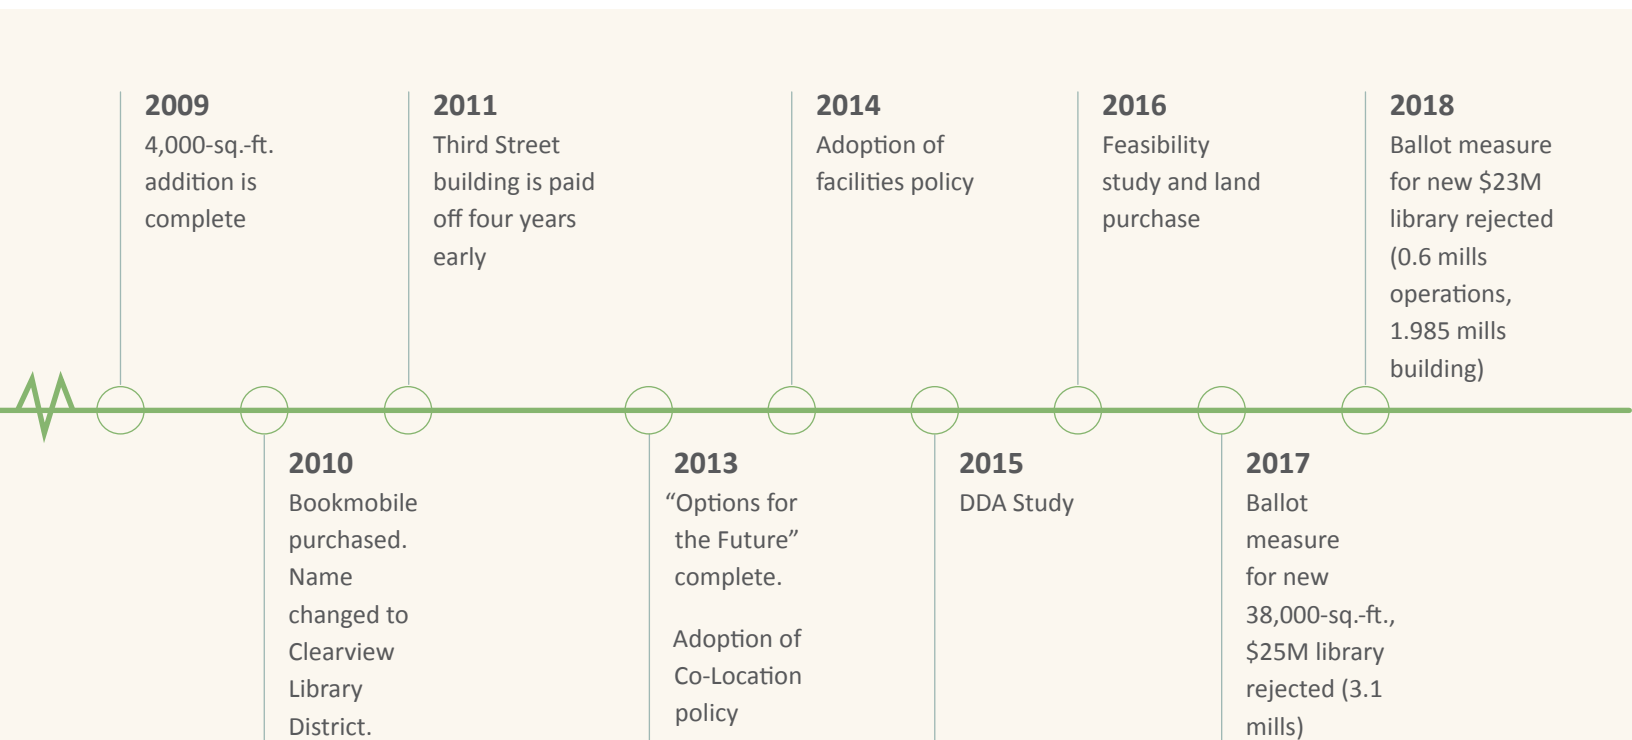 2009
4,000-sq.-ft.
addition is
complete
2011
Third Street
building is paid
off four years
early
2014
Adoption of
facilities policy
2016
Feasibility
study and land
purchase
2018
Ballot measure
for new $23M
library rejected
(0.6 mills
operations,
1.985 mills
building)
2010
Bookmobile
purchased.
Name
changed to
Clearview
Library
District.
2013
“Options for
the Future”
complete.
Adoption of
Co-Location
policy
2015
DDA Study
2017
Ballot
measure
for new
38,000-sq.-ft.,
$25M library
rejected (3.1
mills)